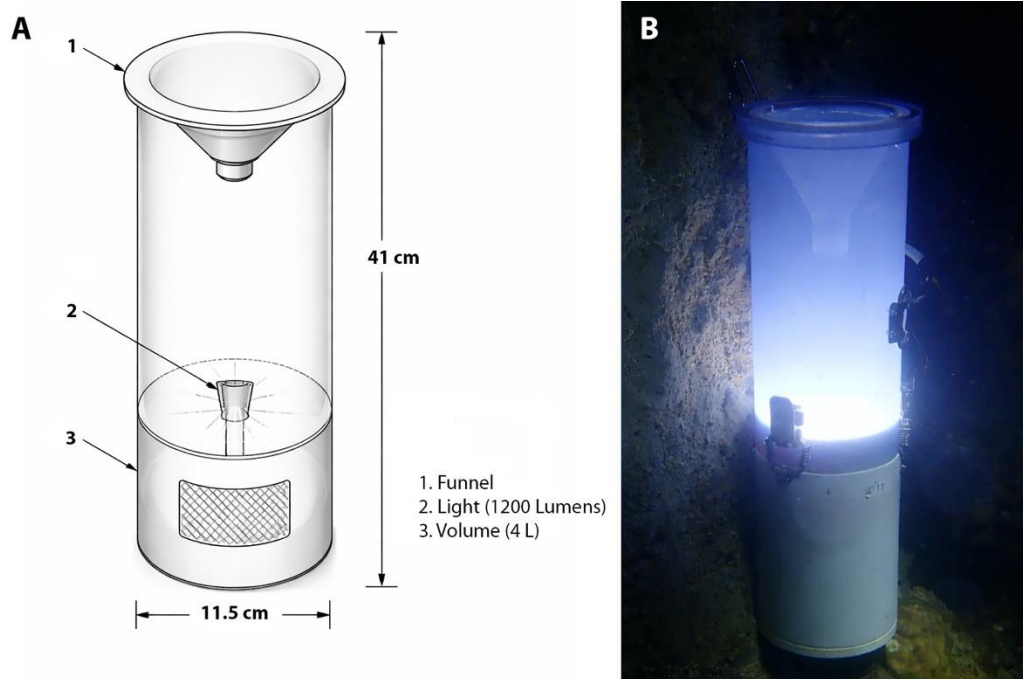 A
B
1
41 cm
2
3
1. Funnel
2. Light (1200 Lumens)
3. Volume (4 L)
11.5 cm